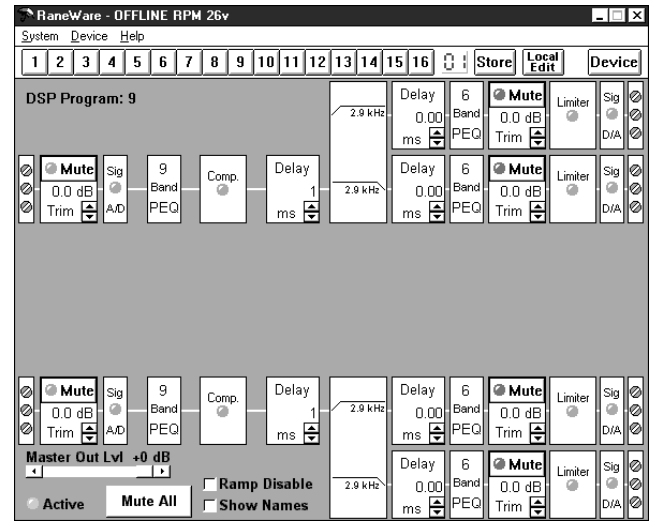 RaneWare - OFFLINE RPM 26v
System Device Help
1 2 3 4 5 6 7 8 9 10 11 12 13 14 15 16 01 Store Local Edit Device
DSP Program: 9
2.9 kHz
Delay
0.00
ms
6
Band
PEQ
Mute
0.0 dB
Trim
Limiter
Sig
D/A
Mute
0.0 dB
Trim
Sig
A/D
9
Band
PEQ
Comp.
Delay
1
ms
2.9 kHz
Delay
0.00
ms
6
Band
PEQ
Mute
0.0 dB
Trim
Limiter
Sig
D/A
Mute
0.0 dB
Trim
Sig
A/D
9
Band
PEQ
Comp.
Delay
1
ms
2.9 kHz
Delay
0.00
ms
6
Band
PEQ
Mute
0.0 dB
Trim
Limiter
Sig
D/A
Master Out Lvl +0 dB
Active
Mute All
Ramp Disable
Show Names
2.9 kHz
Delay
0.00
ms
6
Band
PEQ
Mute
0.0 dB
Trim
Limiter
Sig
D/A